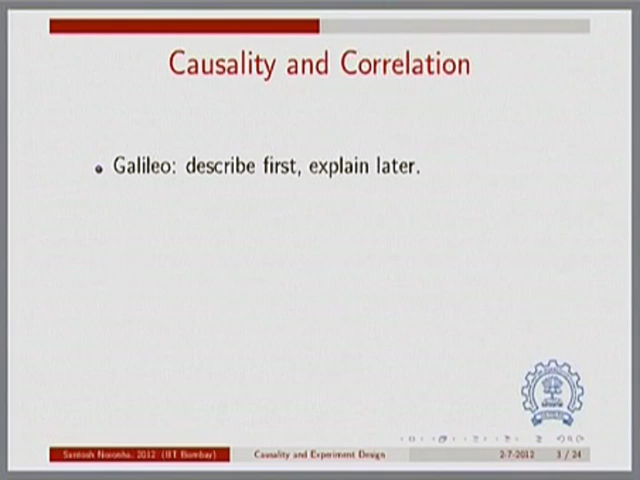 Causality and Correlation
Galileo: describe first, explain later.
Santosh Noronha, 2012 (IIT Bombay) Causality and Experiment Design 2-7-2012 3 / 24